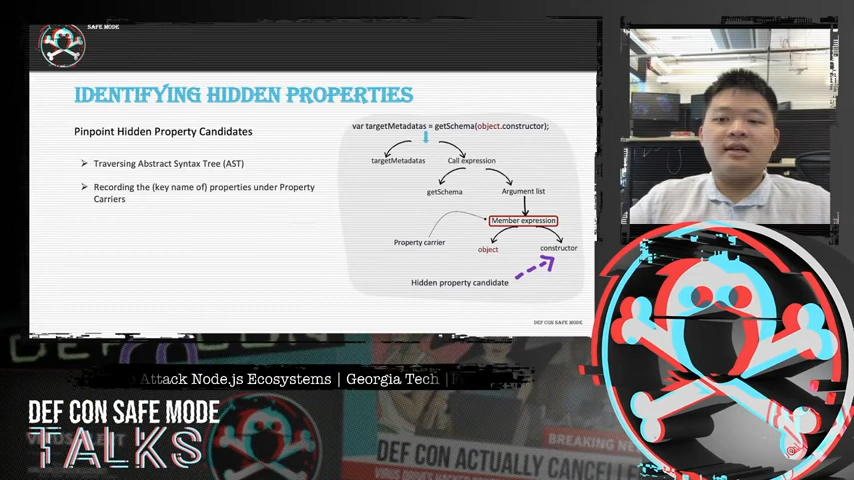 SAFE MODE
IDENTIFYING HIDDEN PROPERTIES
Pinpoint Hidden Property Candidates
Traversing Abstract Syntax Tree (AST)
Recording the (key name of) properties under Property
Carriers
var targetMetadatas = getSchema(object.constructor);
targetMetadatas
Call expression
getSchema
Argument list
Member expression
Property carrier
object
constructor
Hidden property candidate
DEF CON SAFE MODE
Attack Node.js Ecosystems | Georgia Tech |
DEF CON SAFE MODE
TALKS
BREAKING NE
DEF CON ACTUALLY CANCELLE